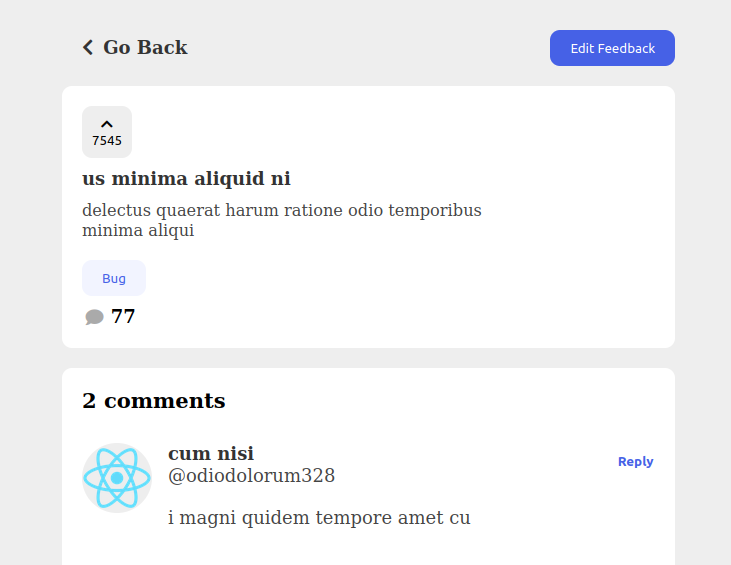 Go Back
Edit Feedback
7545
us minima aliquid ni
delectus quaerat harum ratione odio temporibus
minima aliqui
Bug
77
2 comments
cum nisi
@odiodolorum328
Reply
i magni quidem tempore amet cu